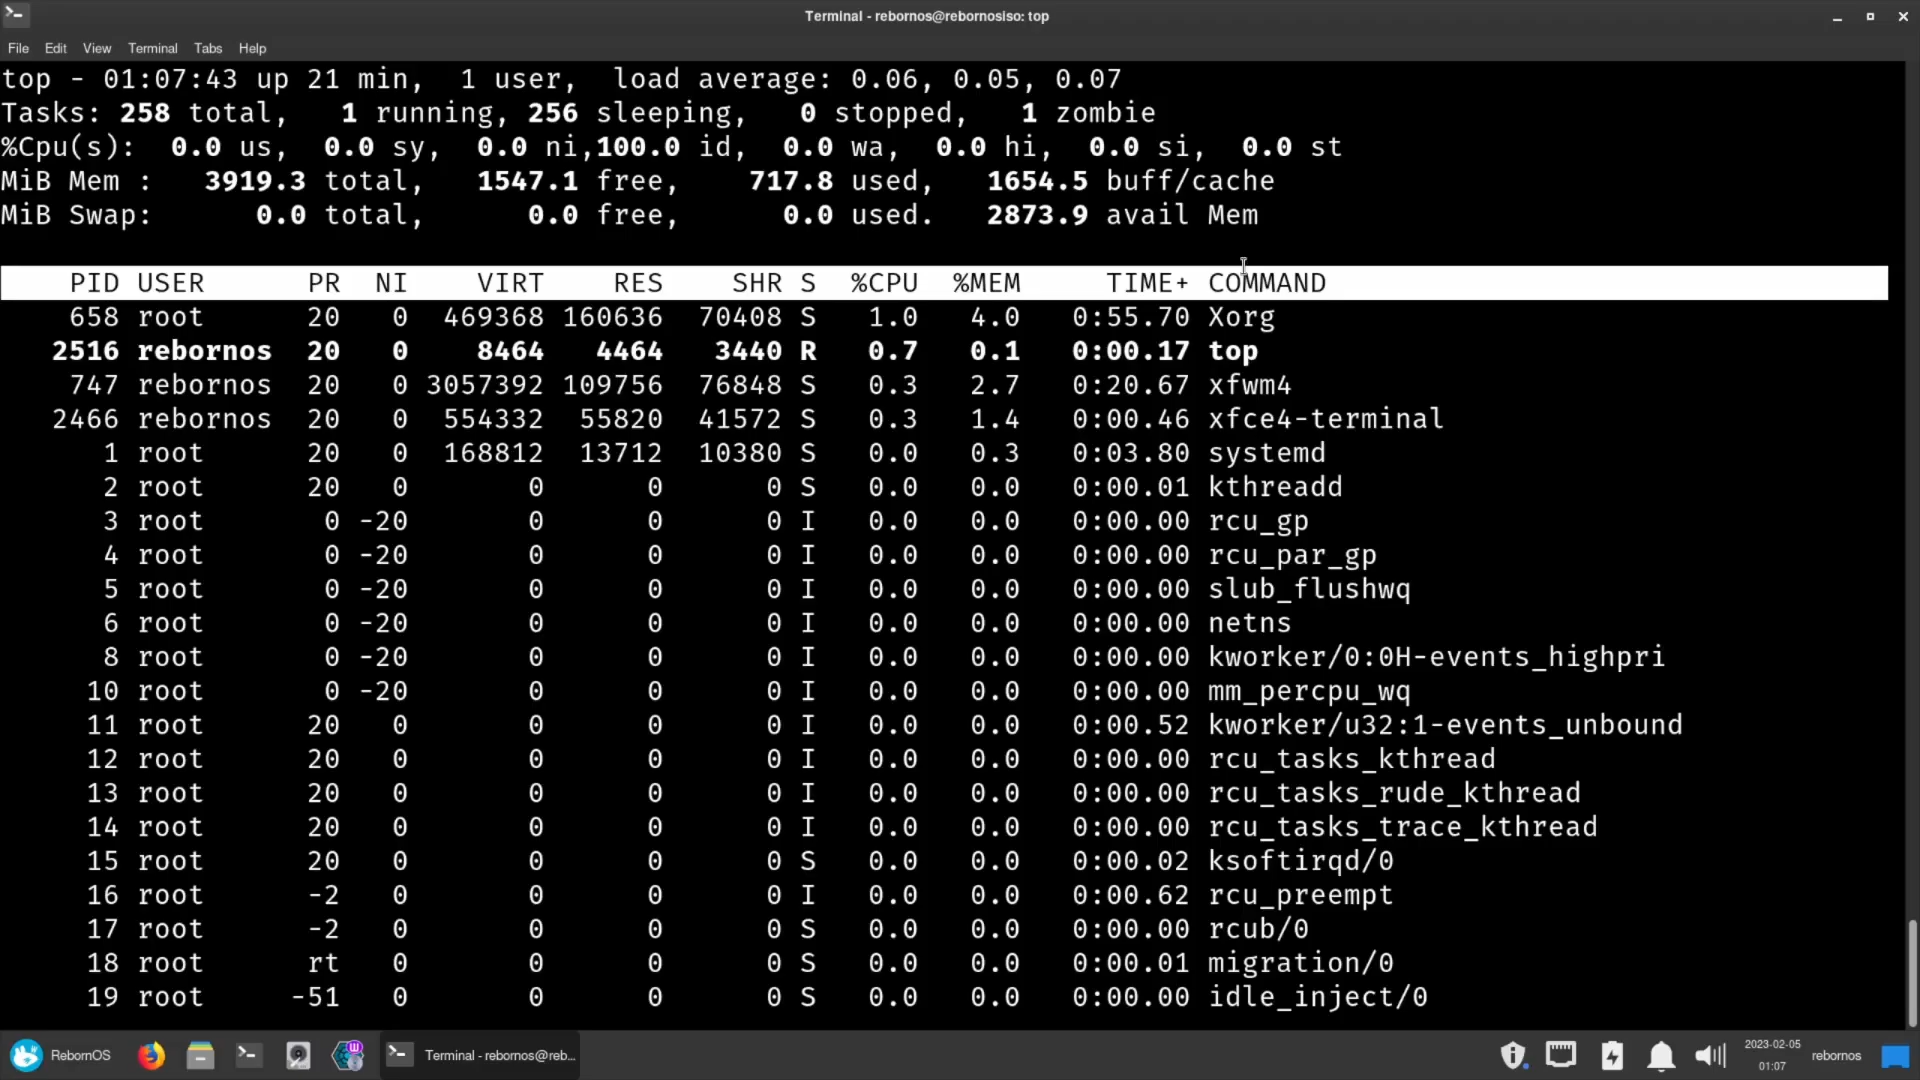 Terminal - rebornos@rebornosiso: top
File Edit View Terminal Tabs Help
top - 01:07:43 up 21 min,  1 user,  load average: 0.06, 0.05, 0.07
Tasks: 258 total,   1 running, 256 sleeping,   0 stopped,   1 zombie
%Cpu(s):  0.0 us,  0.0 sy,  0.0 ni,100.0 id,  0.0 wa,  0.0 hi,  0.0 si,  0.0 st
MiB Mem :   3919.3 total,   1547.1 free,    717.8 used,   1654.5 buff/cache
MiB Swap:      0.0 total,      0.0 free,      0.0 used.   2873.9 avail Mem
PID USER      PR  NI    VIRT    RES    SHR S  %CPU  %MEM     TIME+ COMMAND
658 root      20   0  469368 160636  70408 S   1.0   4.0   0:55.70 Xorg
2516 rebornos  20   0    8464   4464   3440 R   0.7   0.1   0:00.17 top
747 rebornos  20   0 3057392 109756  76848 S   0.3   2.7   0:20.67 xfwm4
2466 rebornos  20   0  554332  55820  41572 S   0.3   1.4   0:00.46 xfce4-terminal
1 root      20   0  168812  13712  10380 S   0.0   0.3   0:03.80 systemd
2 root      20   0       0      0      0 S   0.0   0.0   0:00.01 kthreadd
3 root       0 -20       0      0      0 I   0.0   0.0   0:00.00 rcu_gp
4 root       0 -20       0      0      0 I   0.0   0.0   0:00.00 rcu_par_gp
5 root       0 -20       0      0      0 I   0.0   0.0   0:00.00 slub_flushwq
6 root       0 -20       0      0      0 I   0.0   0.0   0:00.00 netns
8 root       0 -20       0      0      0 I   0.0   0.0   0:00.00 kworker/0:0H-events_highpri
10 root       0 -20       0      0      0 I   0.0   0.0   0:00.00 mm_percpu_wq
11 root      20   0       0      0      0 I   0.0   0.0   0:00.52 kworker/u32:1-events_unbound
12 root      20   0       0      0      0 I   0.0   0.0   0:00.00 rcu_tasks_kthread
13 root      20   0       0      0      0 I   0.0   0.0   0:00.00 rcu_tasks_rude_kthread
14 root      20   0       0      0      0 I   0.0   0.0   0:00.00 rcu_tasks_trace_kthread
15 root      20   0       0      0      0 S   0.0   0.0   0:00.02 ksoftirqd/0
16 root      -2   0       0      0      0 I   0.0   0.0   0:00.62 rcu_preempt
17 root      -2   0       0      0      0 S   0.0   0.0   0:00.00 rcub/0
18 root      rt   0       0      0      0 S   0.0   0.0   0:00.01 migration/0
19 root     -51   0       0      0      0 S   0.0   0.0   0:00.00 idle_inject/0
RebornOS Terminal - rebornos@reb... 2023-02-05 rebornos
01:07